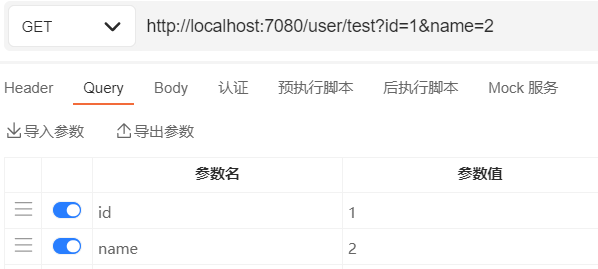 GET http://localhost:7080/user/test?id=1&name=2
Header Query Body 认证 预执行脚本 后执行脚本 Mock 服务
导入参数 导出参数
参数名 参数值
id 1
name 2